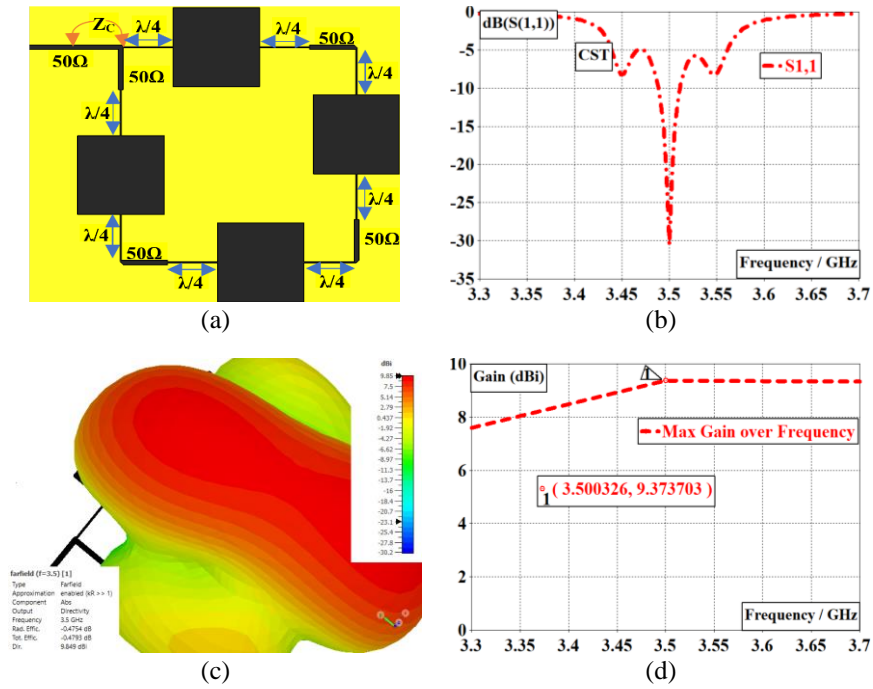 Zc
λ/4
λ/4
50Ω
50Ω
50Ω
λ/4
λ/4
λ/4
λ/4
λ/4
50Ω
50Ω
λ/4
λ/4
(a)
0
-5
-10
-15
-20
-25
-30
-35
dB(S(1,1))
CST
S1,1
Frequency / GHz
3.3
3.4
3.45
3.5
3.55
3.6
3.65
3.7
(b)
dBi
9.85
7.5
5.14
2.79
0.437
-1.92
-4.27
-6.62
-8.97
-11.3
-13.7
-16
-18.4
-20.7
-23.1
-25.4
-27.8
-30.2
farfield (f=3.5) [1]
Type Farfield
Approximation enabled (kR >> 1)
Component Abs
Output Directivity
Frequency 3.5 GHz
Rad. Effic. -0.4754 dB
Tot. Effic. -0.4793 dB
Dir. 9.849 dBi
(c)
10
8
6
4
2
0
Gain (dBi)
1
Max Gain over Frequency
1 ( 3.500326, 9.373703 )
Frequency / GHz
3.3
3.35
3.4
3.45
3.5
3.55
3.6
3.65
3.7
(d)